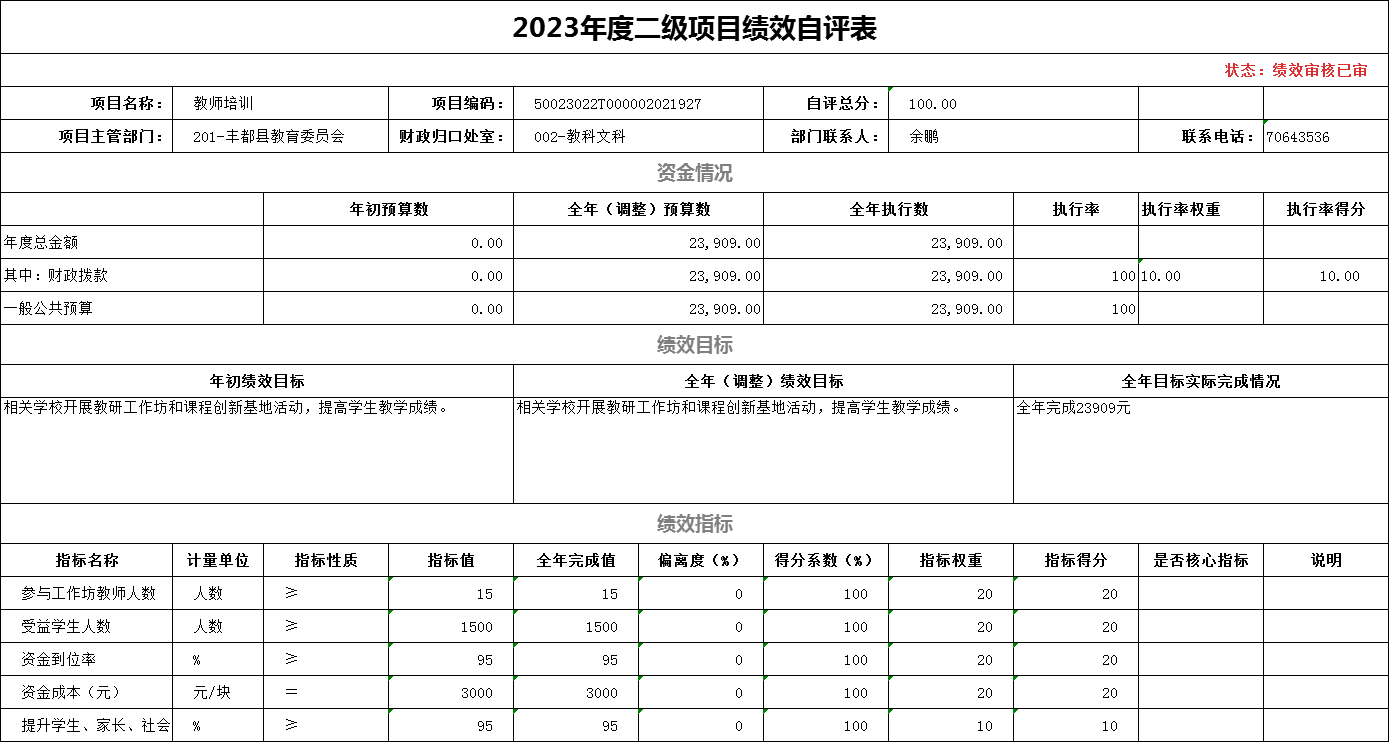 2023年度二级项目绩效自评表
状态：绩效审核已审
项目名称： 教师培训 项目编码： 50023022T000002021927 自评总分： 100.00
项目主管部门： 201-丰都县教育委员会 财政归口处室： 002-教科文科 部门联系人： 余鹏 联系电话： 70643536
资金情况
年初预算数 全年（调整）预算数 全年执行数 执行率 执行率权重 执行率得分
年度总金额 0.00 23,909.00 23,909.00
其中：财政拨款 0.00 23,909.00 23,909.00 100 10.00 10.00
一般公共预算 0.00 23,909.00 23,909.00 100
绩效目标
年初绩效目标 全年（调整）绩效目标 全年目标实际完成情况
相关学校开展教研工作坊和课程创新基地活动，提高学生教学成绩。 相关学校开展教研工作坊和课程创新基地活动，提高学生教学成绩。 全年完成23909元
绩效指标
指标名称 计量单位 指标性质 指标值 全年完成值 偏离度（%） 得分系数（%） 指标权重 指标得分 是否核心指标 说明
参与工作坊教师人数 人数 ≥ 15 15 0 100 20 20
受益学生人数 人数 ≥ 1500 1500 0 100 20 20
资金到位率 % ≥ 95 95 0 100 20 20
资金成本（元） 元/块 ＝ 3000 3000 0 100 20 20
提升学生、家长、社会 % ≥ 95 95 0 100 10 10